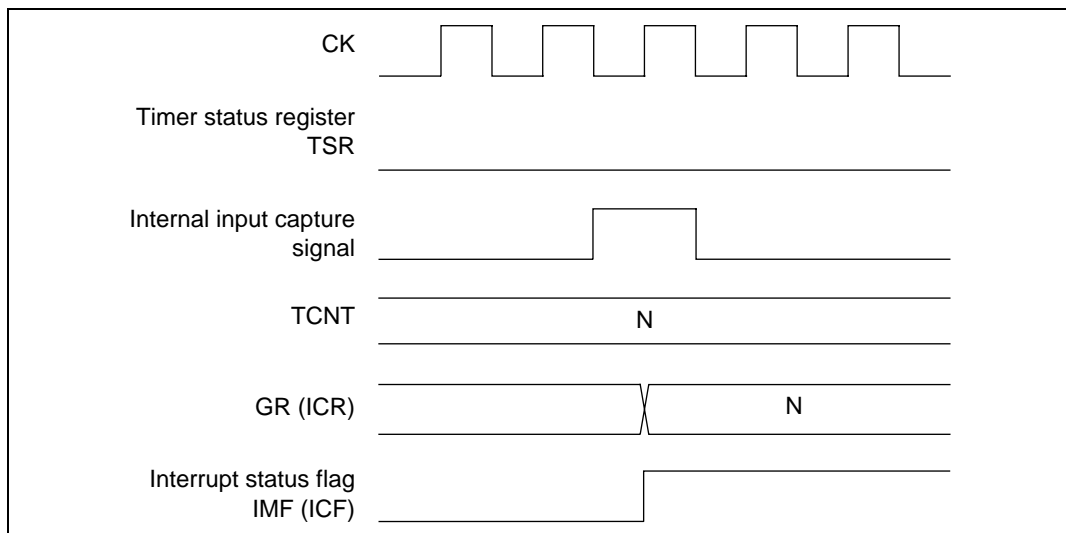 CK
Timer status register
TSR
Internal input capture
signal
TCNT
N
GR (ICR)
N
Interrupt status flag
IMF (ICF)